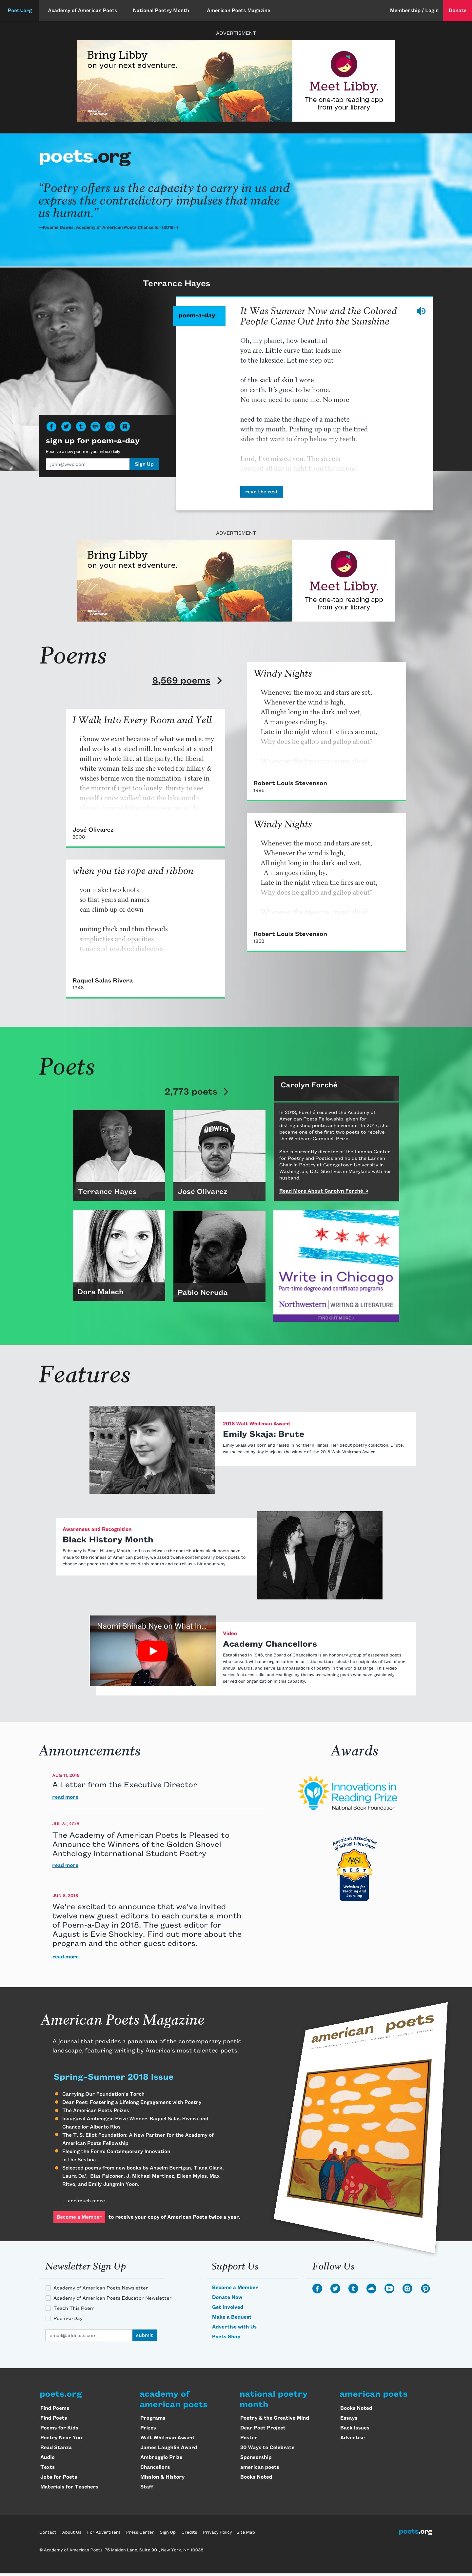 Poets.org
Academy of American Poets
National Poetry Month
American Poets Magazine
Membership / Login
Donate
ADVERTISMENT
Bring Libby
on your next adventure.
Meet Libby.
The one-tap reading app
from your library
poets.org
“Poetry offers us the capacity to carry in us and
express the contradictory impulses that make
us human.”
—Kwame Dawes, Academy of American Poets Chancellor (2018- )
Terrance Hayes
poem-a-day
It Was Summer Now and the Colored
People Came Out Into the Sunshine
Oh, my planet, how beautiful
you are. Little curve that leads me
to the lakeside. Let me step out
of the sack of skin I wore
on earth. It’s good to be home.
No more need to name me. No more
need to make the shape of a machete
with my mouth. Pushing up up up the tired
sides that want to drop below my teeth.
Lord, I’ve missed you. The streets
read the rest
sign up for poem-a-day
Receive a new poem in your inbox daily
Sign Up
ADVERTISMENT
Bring Libby
on your next adventure.
Meet Libby.
The one-tap reading app
from your library
Poems
8,569 poems
I Walk Into Every Room and Yell
i know we exist because of what we make. my
dad works at a steel mill. he worked at a steel
mill my whole life. at the party, the liberal
white woman tells me she voted for hillary &
wishes bernie won the nomination. i stare in
the mirror if i get too lonely. thirsty to see
myself i once walked into the lake until i
José Olivarez
2008
when you tie rope and ribbon
you make two knots
so that years and names
can climb up or down
uniting thick and thin threads
simplicities and opacities
tense and resolved dialectics
Raquel Salas Rivera
1946
Windy Nights
Whenever the moon and stars are set,
Whenever the wind is high,
All night long in the dark and wet,
A man goes riding by.
Late in the night when the fires are out,
Why does he gallop and gallop about?
Robert Louis Stevenson
1995
Windy Nights
Whenever the moon and stars are set,
Whenever the wind is high,
All night long in the dark and wet,
A man goes riding by.
Late in the night when the fires are out,
Why does he gallop and gallop about?
Robert Louis Stevenson
1652
Poets
2,773 poets
Terrance Hayes
José Olivarez
Carolyn Forché
In 2013, Forché received the Academy of
American Poets Fellowship, given for
distinguished poetic achievement. In 2017, she
became one of the first two poets to receive
the Windham-Campbell Prize.
She is currently director of the Lannan Center
for Poetry and Poetics and holds the Lannan
Chair in Poetry at Georgetown University in
Washington, D.C. She lives in Maryland with her
husband.
Read More About Carolyn Forché >
Dora Malech
Pablo Neruda
Write in Chicago
Part-time degree and certificate programs
Northwestern | WRITING & LITERATURE
FIND OUT MORE
Features
2018 Walt Whitman Award
Emily Skaja: Brute
Emily Skaja was born and raised in northern Illinois. Her debut poetry collection, Brute,
was selected by Joy Harjo as the winner of the 2018 Walt Whitman Award.
Awareness and Recognition
Black History Month
February is Black History Month, and to celebrate the contributions black poets have
made to the richness of American poetry, we asked twelve contemporary black poets to
choose one poem that should be read this month and to tell us a bit about why.
Naomi Shihab Nye on What In...
Video
Academy Chancellors
Established in 1946, the Board of Chancellors is an honorary group of esteemed poets
who consult with our organization on artistic matters, elect the recipients of two of our
annual awards, and serve as ambassadors of poetry in the world at large. This video
series features talks and readings by the award-winning poets who have graciously
served our organization in this capacity.
Announcements
AUG 11, 2018
A Letter from the Executive Director
read more
JUL 31, 2018
The Academy of American Poets Is Pleased to
Announce the Winners of the Golden Shovel
Anthology International Student Poetry
read more
JUN 8, 2018
We’re excited to announce that we’ve invited
twelve new guest editors to each curate a month
of Poem-a-Day in 2018. The guest editor for
August is Evie Shockley. Find out more about the
program and the other guest editors.
read more
Awards
Innovations in
Reading Prize
National Book Foundation
American Association
of School Librarians
AASL
BEST
Websites for
Teaching and
Learning
American Poets Magazine
A journal that provides a panorama of the contemporary poetic
landscape, featuring writing by America’s most talented poets.
Spring–Summer 2018 Issue
Carrying Our Foundation’s Torch
Dear Poet: Fostering a Lifelong Engagement with Poetry
The American Poets Prizes
Inaugural Ambroggio Prize Winner Raquel Salas Rivera and
Chancellor Alberto Ríos
The T. S. Eliot Foundation: A New Partner for the Academy of
American Poets Fellowship
Flexing the Form: Contemporary Innovation
in the Sestina
Selected poems from new books by Anselm Berrigan, Tiana Clark,
Laura Da’, Blas Falconer, J. Michael Martinez, Eileen Myles, Max
Ritvo, and Emily Jungmin Yoon.
... and much more
Become a Member
to receive your copy of American Poets twice a year.
american poets
Newsletter Sign Up
Academy of American Poets Newsletter
Academy of American Poets Educator Newsletter
Teach This Poem
Poem-a-Day
email@address.com
submit
Support Us
Become a Member
Donate Now
Get Involved
Make a Bequest
Advertise with Us
Poets Shop
Follow Us
poets.org
Find Poems
Find Poets
Poems for Kids
Poetry Near You
Read Stanza
Audio
Texts
Jobs for Poets
Materials for Teachers
academy of
american poets
Programs
Prizes
Walt Whitman Award
James Laughlin Award
Ambroggio Prize
Chancellors
Mission & History
Staff
national poetry
month
Poetry & the Creative Mind
Dear Poet Project
Poster
30 Ways to Celebrate
Sponsorship
american poets
Books Noted
american poets
Books Noted
Essays
Back Issues
Advertise
Contact
About Us
For Advertisers
Press Center
Sign Up
Credits
Privacy Policy
Site Map
poets.org
© Academy of American Poets, 75 Maiden Lane, Suite 901, New York, NY 10038